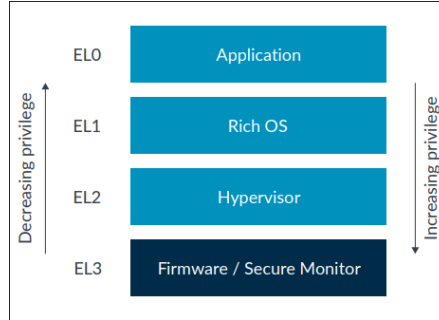 EL0 Application
EL1 Rich OS
EL2 Hypervisor
EL3 Firmware / Secure Monitor
Decreasing privilege
Increasing privilege